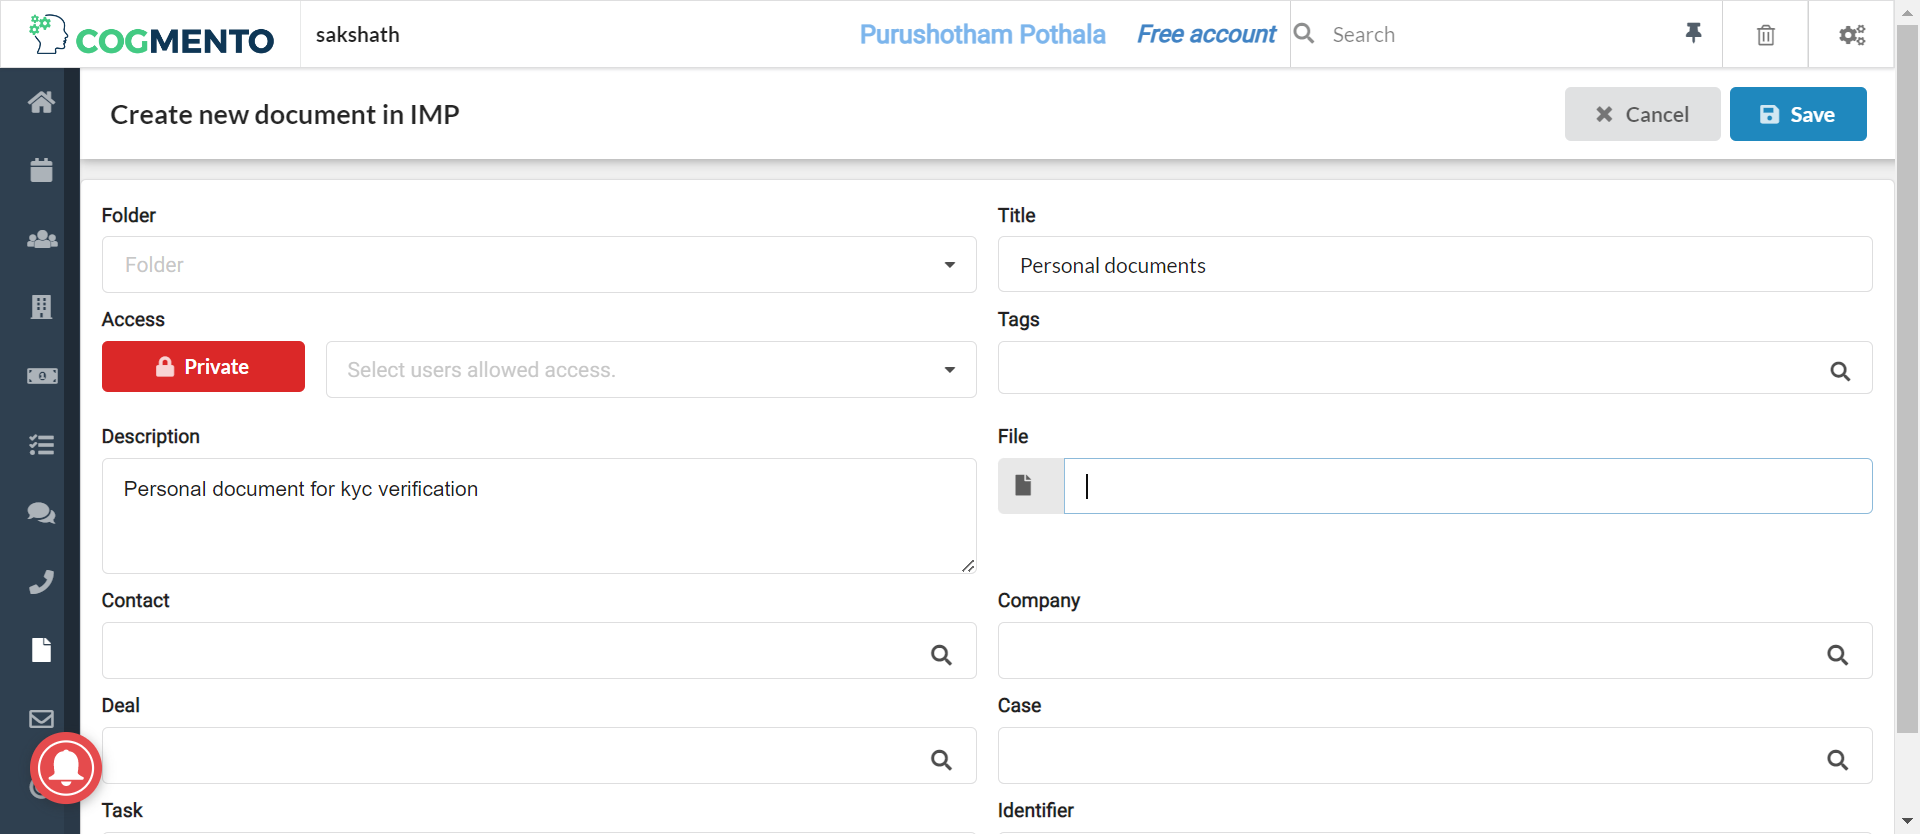 COGMENTO
sakshath
Purushotham Pothala
Free account
Search
Create new document in IMP
Cancel
Save
Folder
Title
Folder
Personal documents
Access
Tags
Private
Select users allowed access.
Description
File
Personal document for kyc verification
Contact
Company
Deal
Case
Task
Identifier